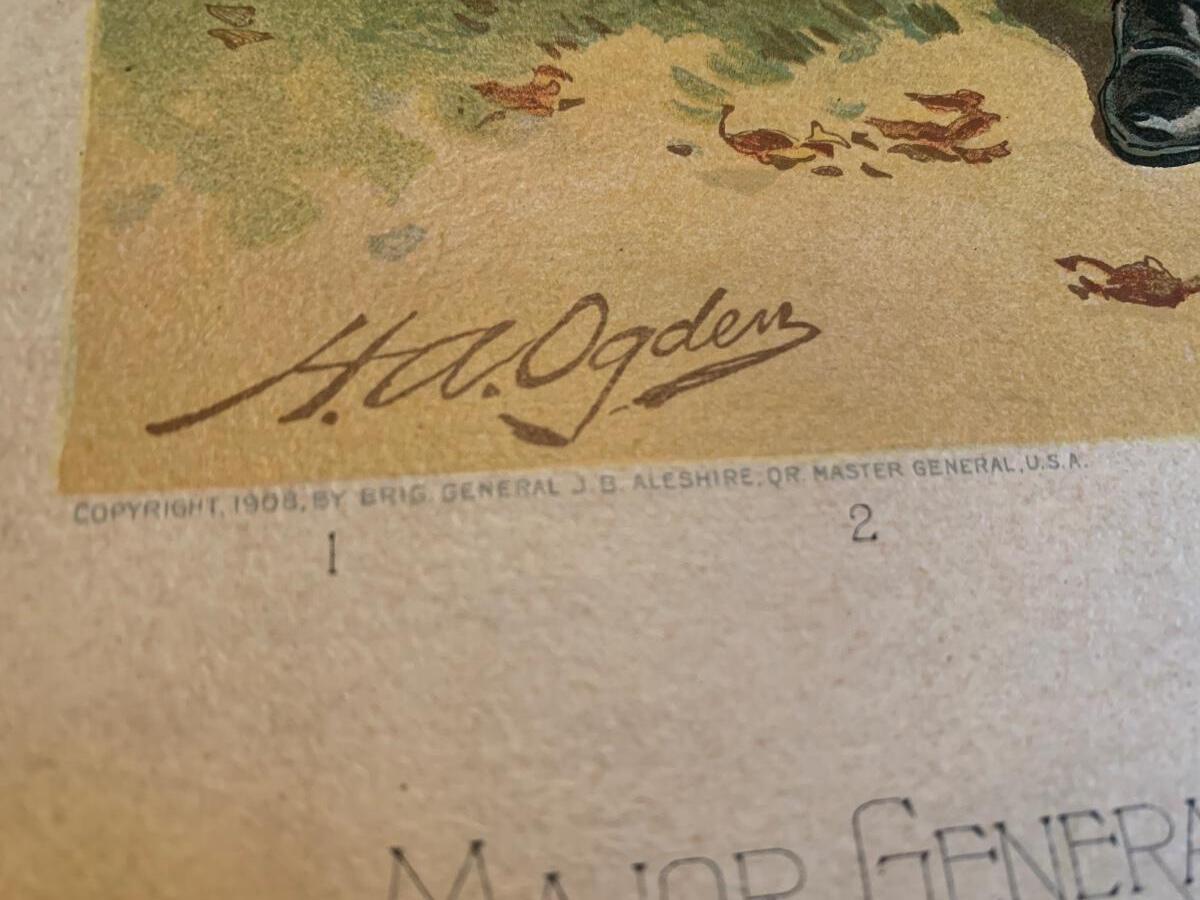 H. A. Ogden
COPYRIGHT, 1908, BY BRIG. GENERAL J. B. ALESHIRE, QR. MASTER GENERAL, U.S.A.
1 2
MAJOR GENERA